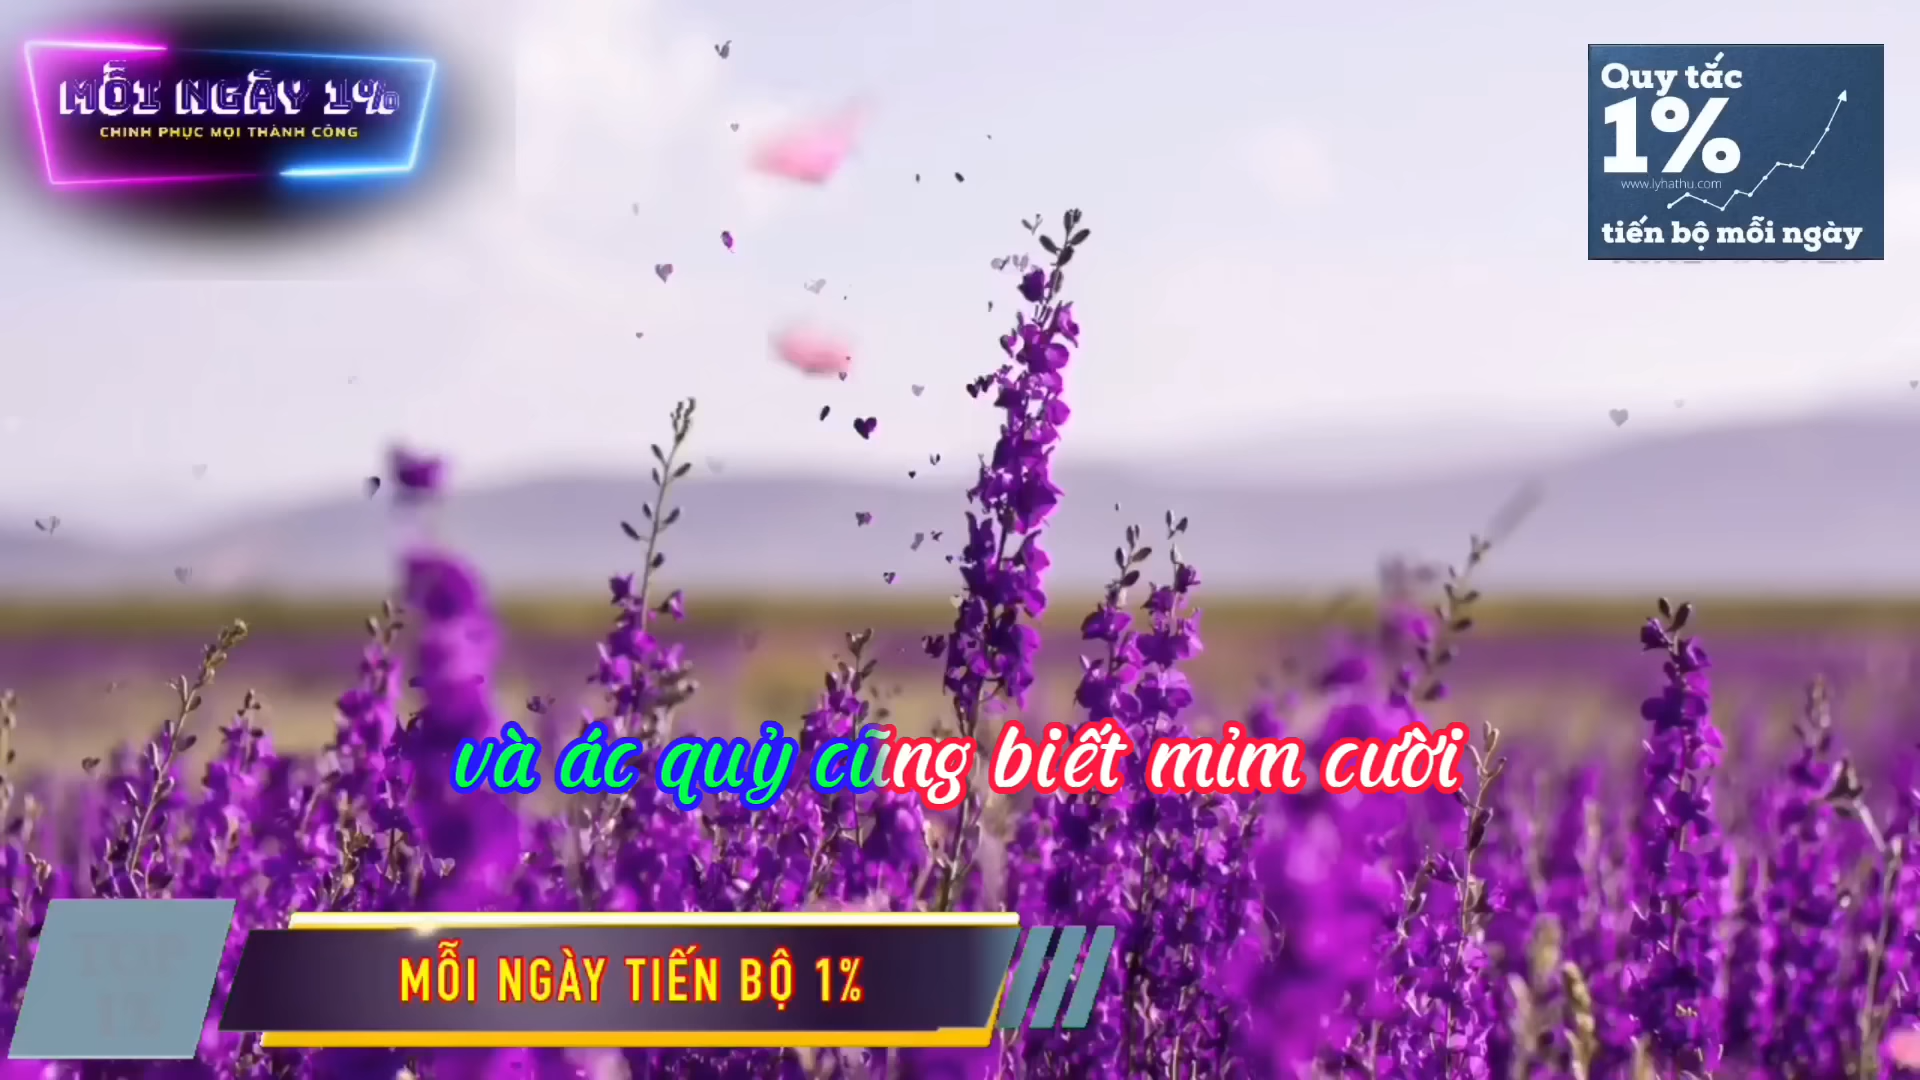 MỖI NGÀY 1%
CHINH PHỤC MỌI THÀNH CÔNG
Quy tắc
1%
www.lyhathu.com
tiến bộ mỗi ngày
và ác quỷ cũng biết mỉm cười
MỖI NGÀY TIẾN BỘ 1%